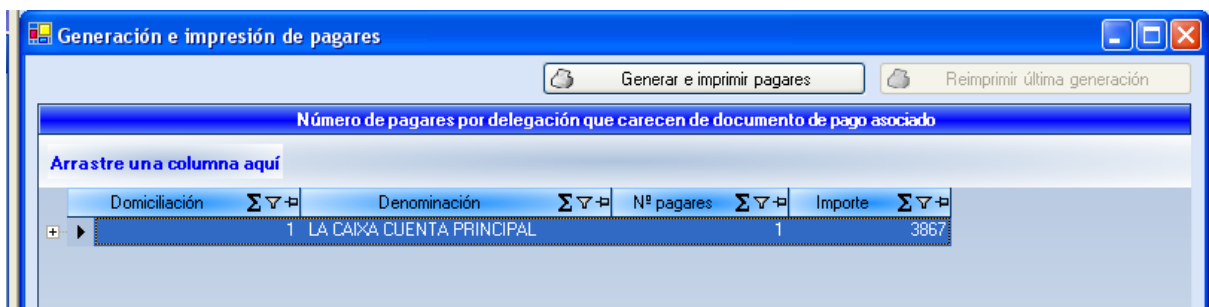 Generación e impresión de pagares
Generar e imprimir pagares
Reimprimir última generación
Número de pagares por delegación que carecen de documento de pago asociado
Arrastre una columna aquí
Domiciliación Σ Denominación Σ Nº pagares Σ Importe Σ
1 LA CAIXA CUENTA PRINCIPAL 1 3867